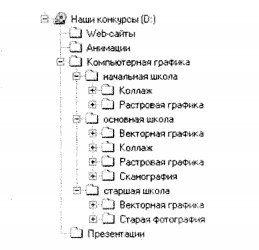 Наши конкурсы (D:)
Web-сайты
Анимации
Компьютерная графика
начальная школа
Коллаж
Растровая графика
основная школа
Векторная графика
Коллаж
Растровая графика
Сканография
старшая школа
Векторная графика
Старая фотография
Презентации